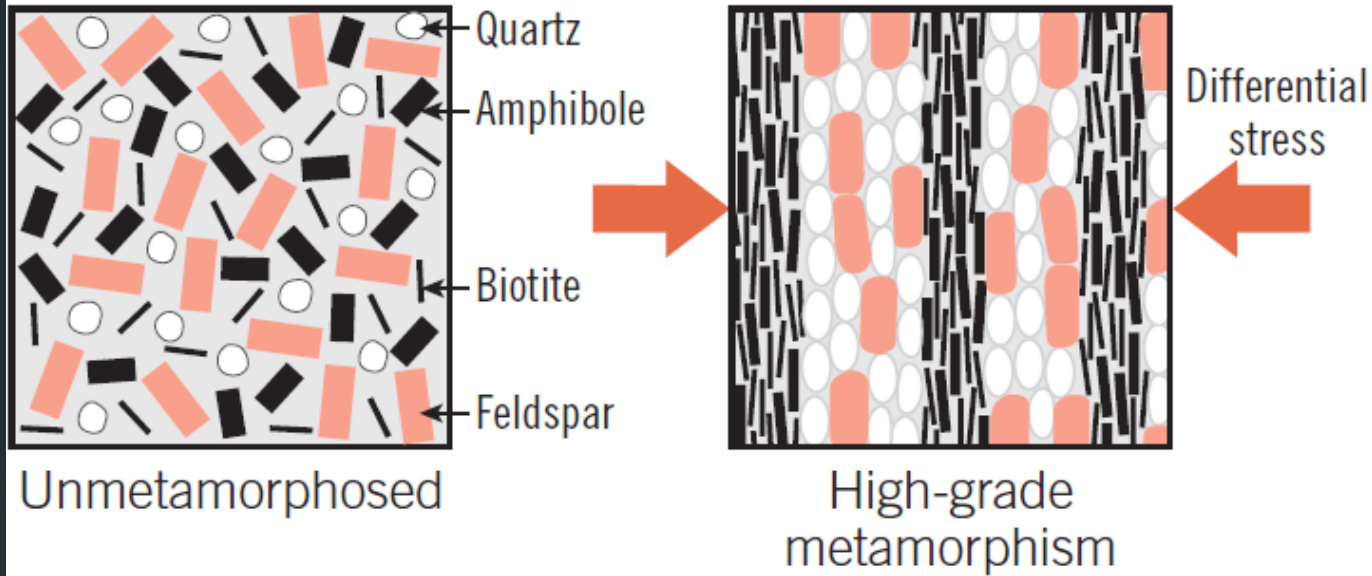 Quartz
Amphibole
Biotite
Feldspar
Differential
stress
Unmetamorphosed
High-grade
metamorphism